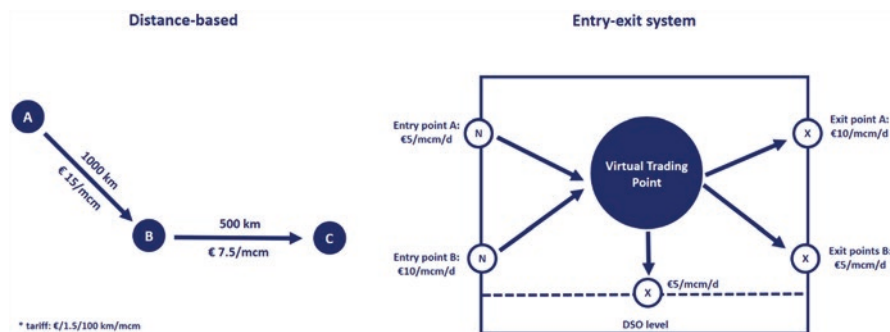 Distance-based
A
1000 km
€ 15/mcm
B
500 km
€ 7.5/mcm
C
* tariff: €/1.5/100 km/mcm
Entry-exit system
Entry point A:
€5/mcm/d
N
Entry point B:
€10/mcm/d
N
Virtual Trading
Point
Exit point A:
€10/mcm/d
X
Exit points B:
€5/mcm/d
X
X
€5/mcm/d
DSO level